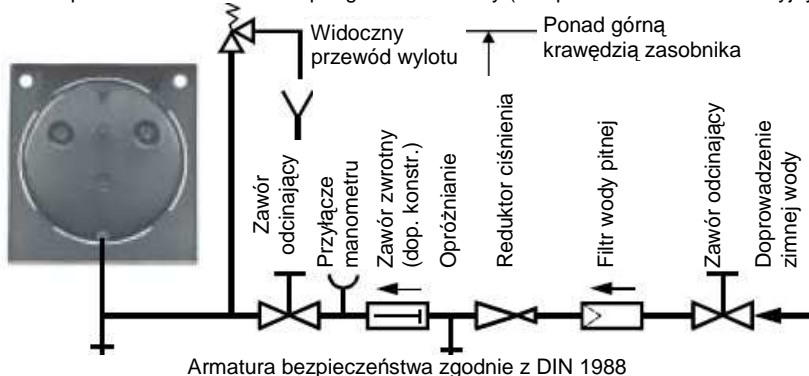 Widoczny
przewód wylotu
Ponad górną
krawędzią zasobnika
Zawór
odcinający
Przyłącze
manometru
Zawór zwrotny
(dop. konstr.)
Opróżnianie
Reduktor ciśnienia
Filtr wody pitnej
Zawór odcinający
Doprowadzenie
zimnej wody
Armatura bezpieczeństwa zgodnie z DIN 1988